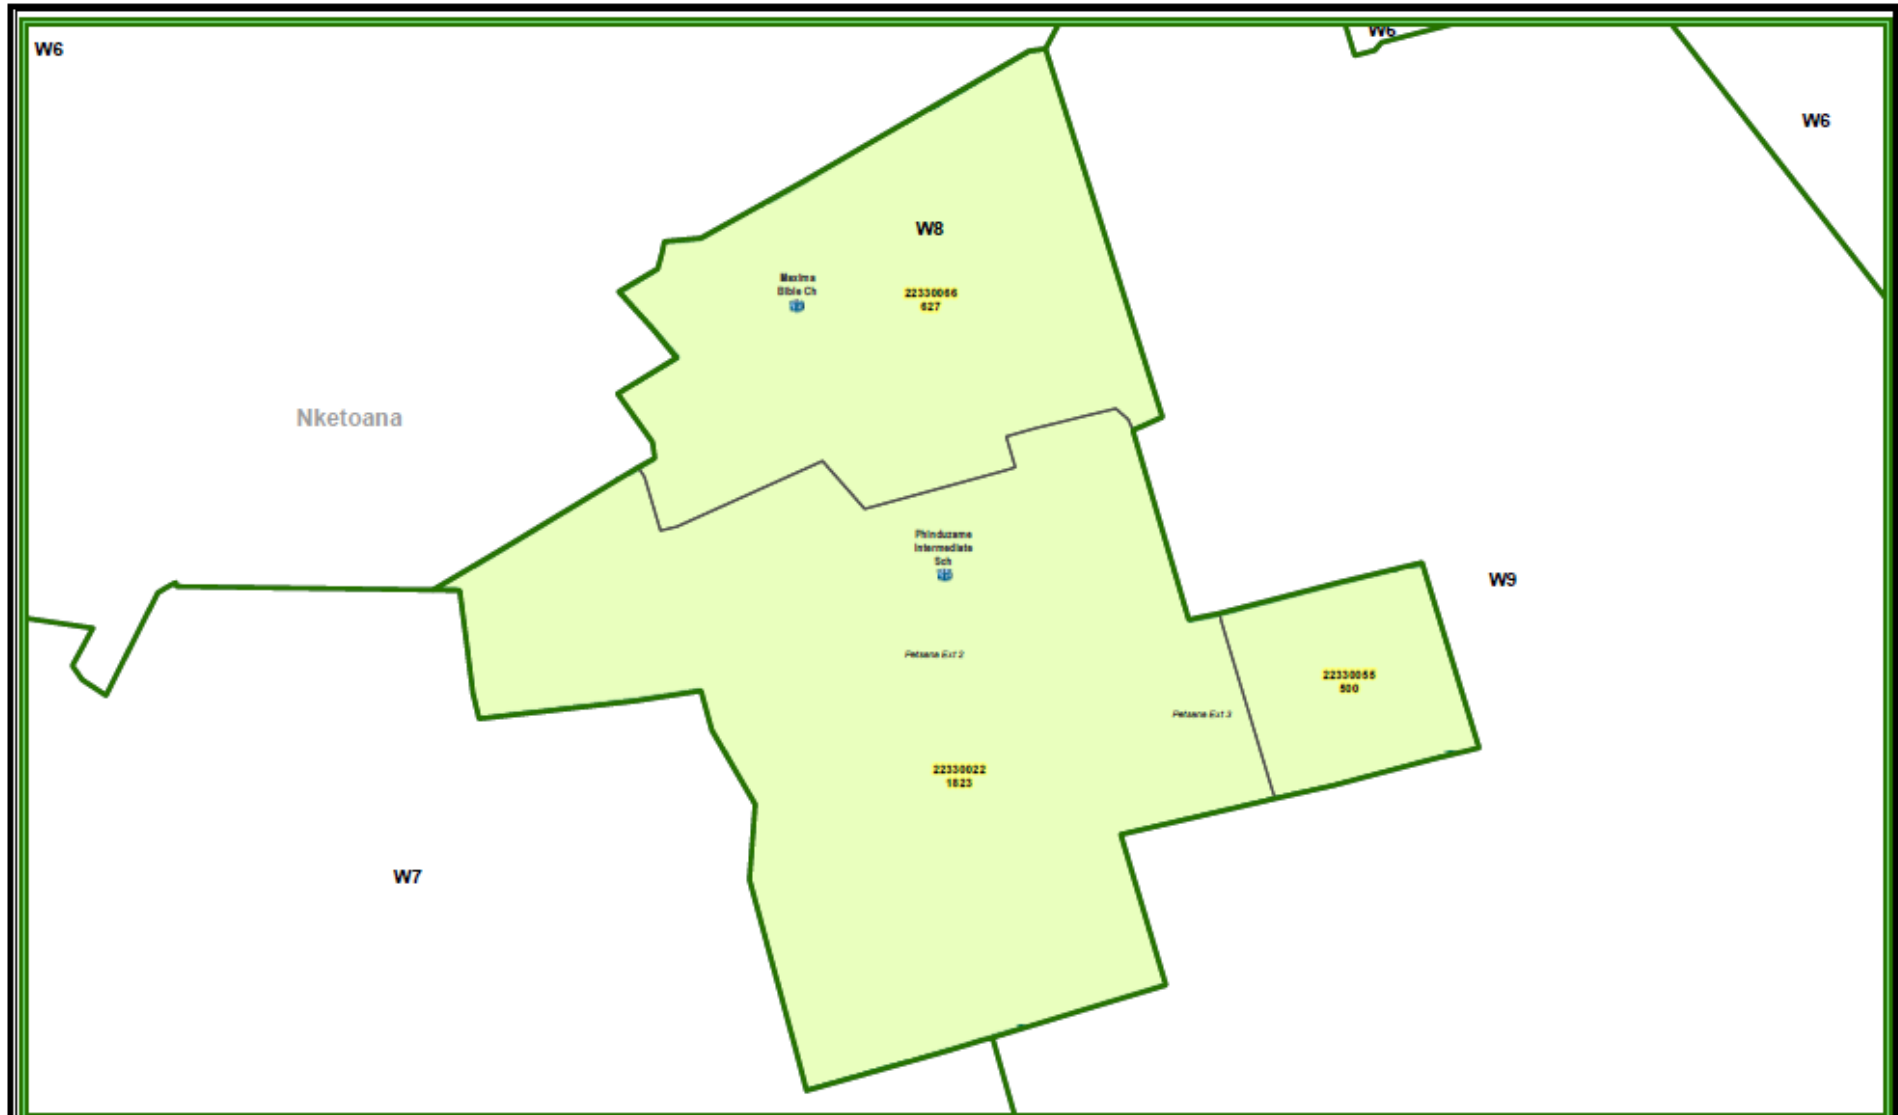 W6
W6
W6
W8
Maxima
Bible Ch
22330066
627
Nketoana
Phinduzame
Intermediate
Sch
W9
Petsana Ext 2
22330055
500
Petsana Ext 3
22330022
1823
W7